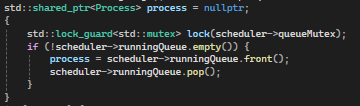 std::shared_ptr<Process> process = nullptr;
{
std::lock_guard<std::mutex> lock(scheduler->queueMutex);
if (!scheduler->runningQueue.empty()) {
process = scheduler->runningQueue.front();
scheduler->runningQueue.pop();
}
}